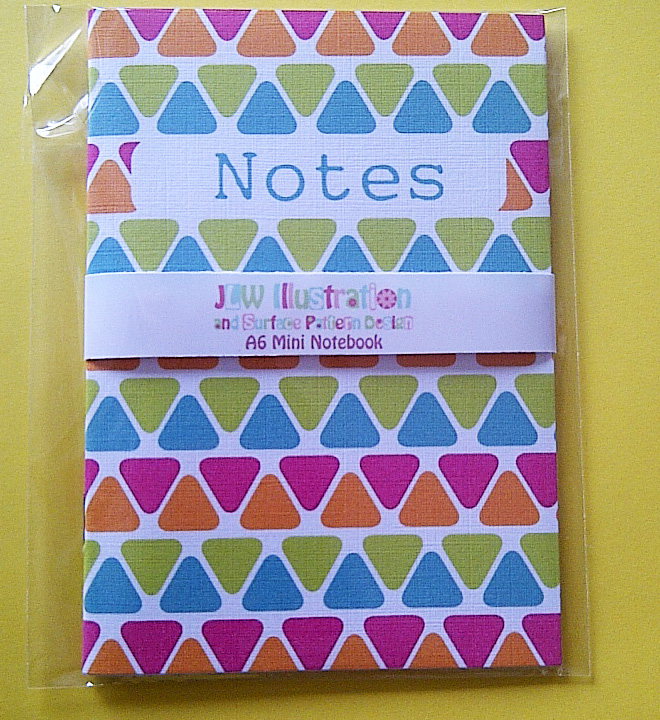 Notes
JLW Illustration
and Surface Pattern Design
A6 Mini Notebook